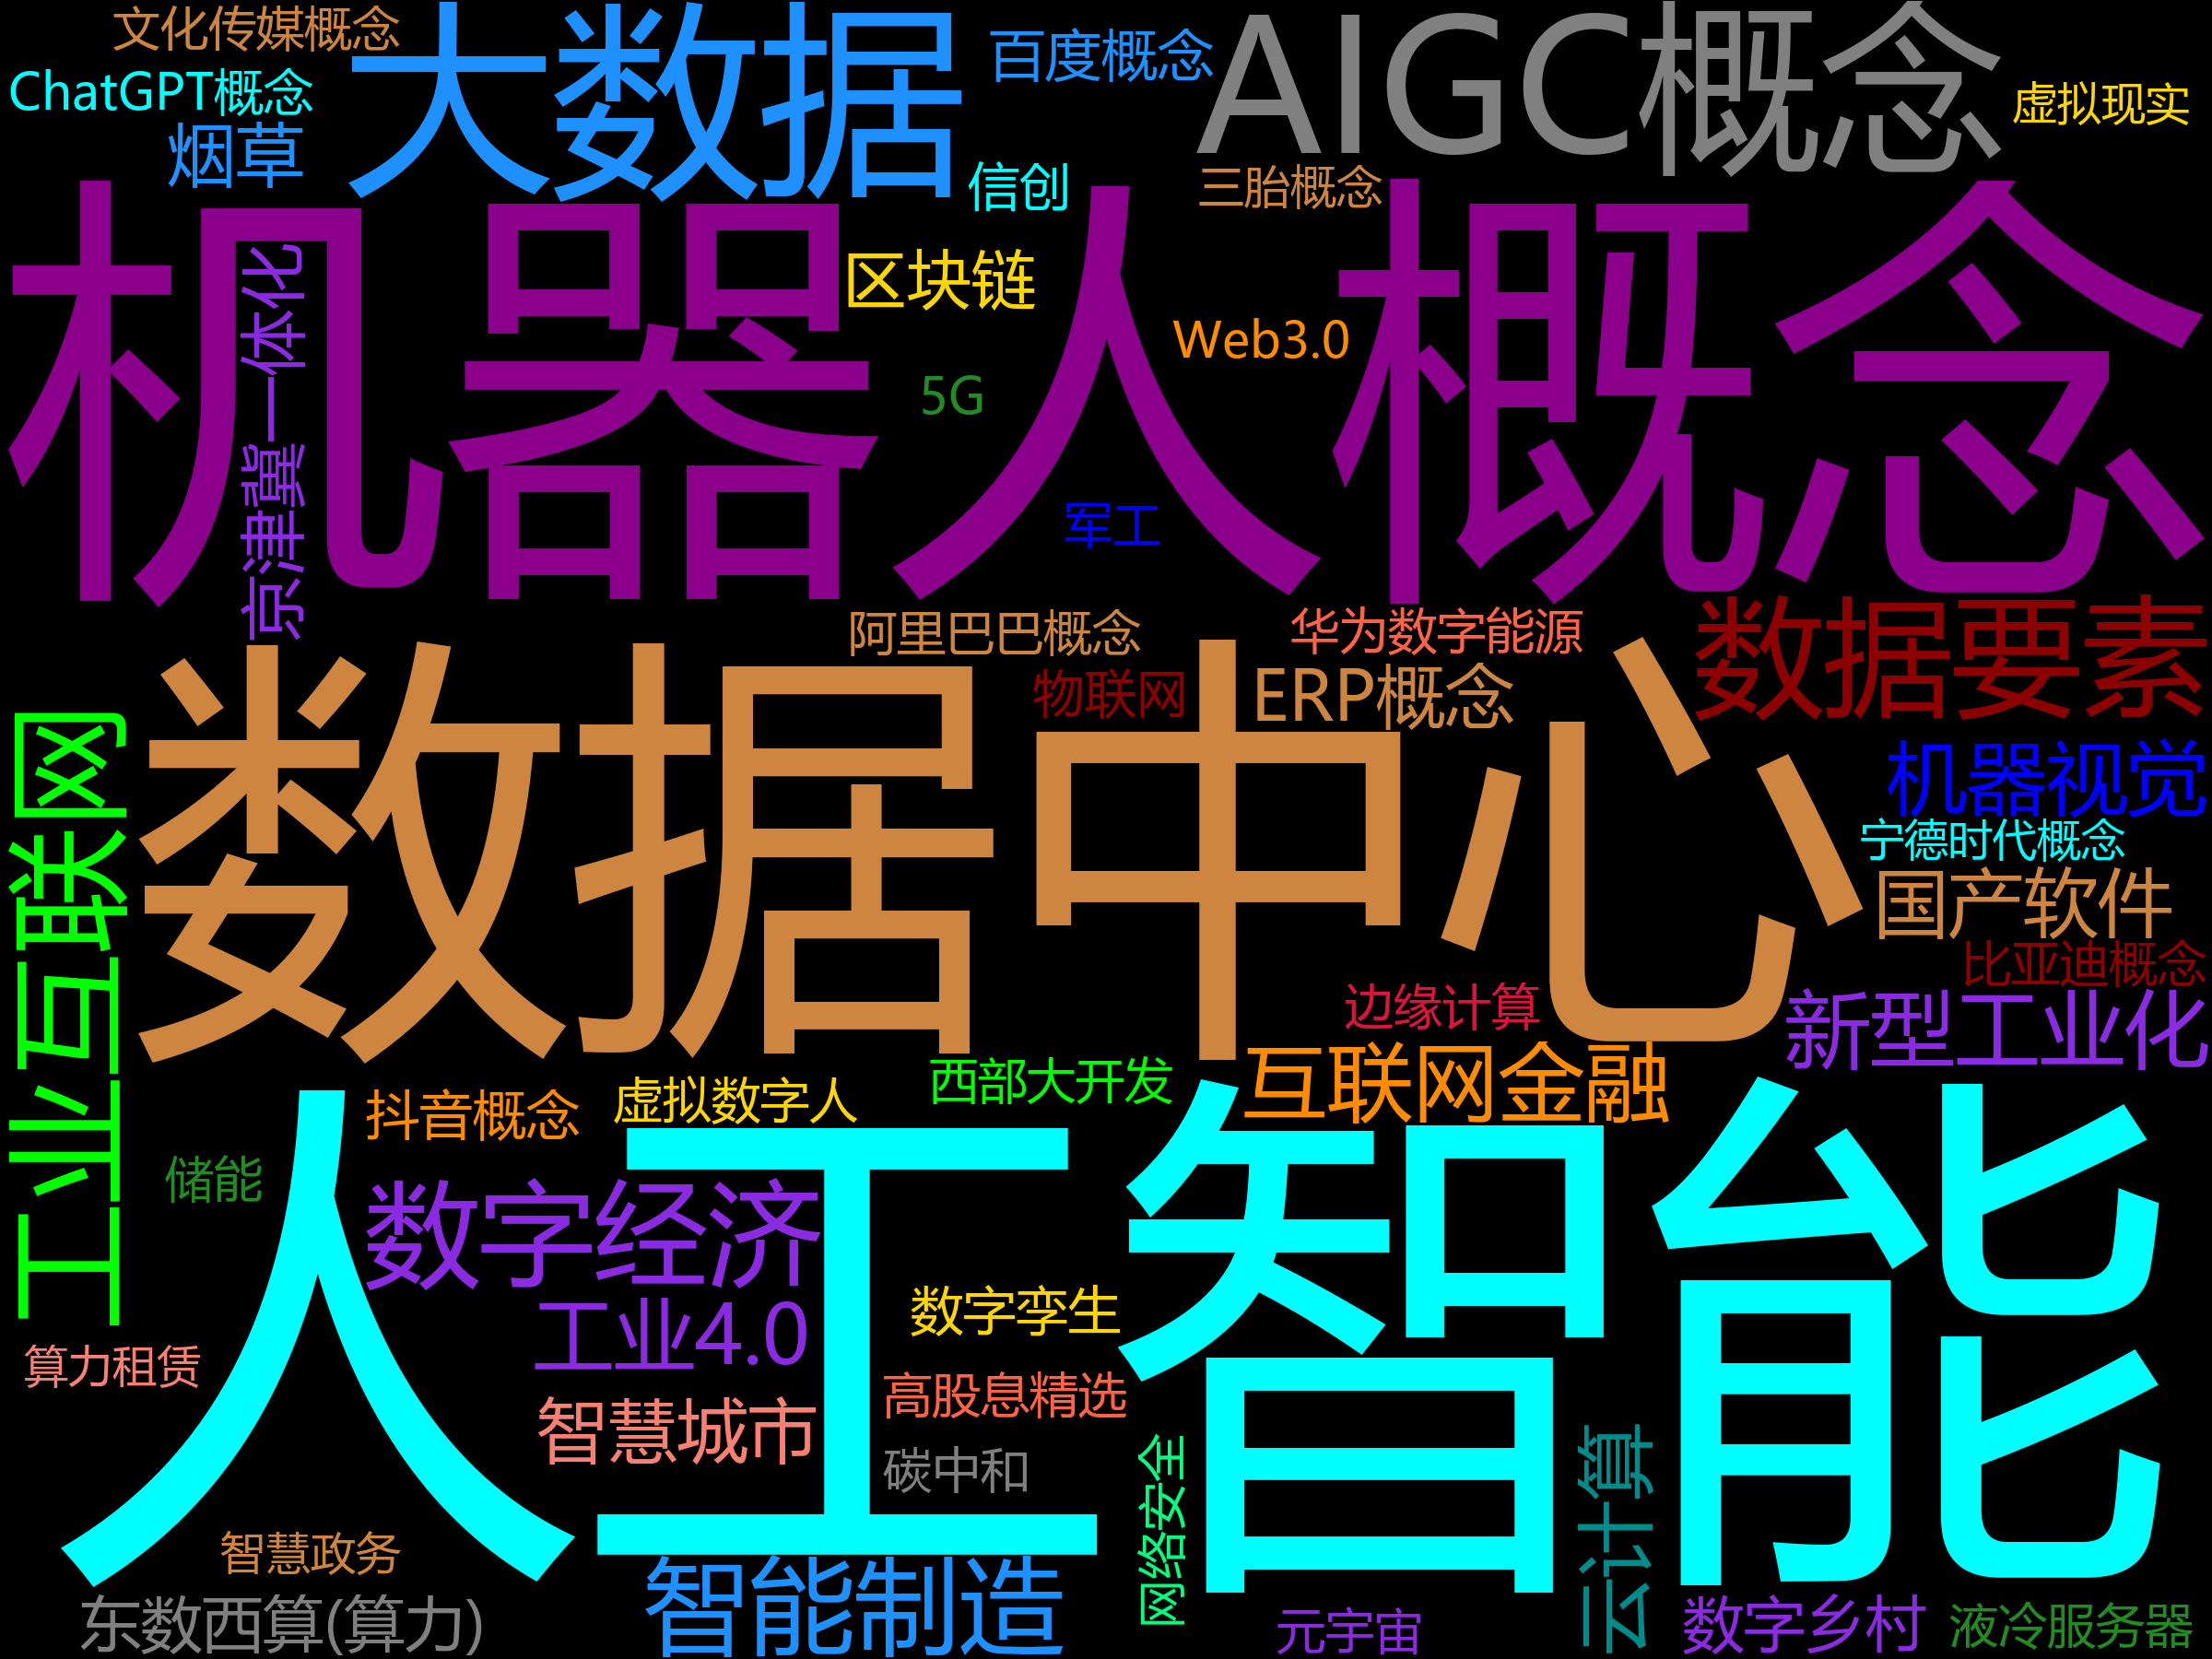 文化传媒概念
大数据
百度概念
AIGC概念
ChatGPT概念
虚拟现实
烟草
信创
三胎概念
机器人概念
京津冀一体化
区块链
Web3.0
5G
军工
阿里巴巴概念
华为数字能源
数据要素
数据中心
物联网
ERP概念
工业互联网
机器视觉
宁德时代概念
国产软件
比亚迪概念
边缘计算
新型工业化
西部大开发
互联网金融
抖音概念
虚拟数字人
人工智能
储能
数字经济
数字孪生
工业4.0
算力租赁
高股息精选
智慧城市
碳中和
网络安全
云计算
智慧政务
智能制造
东数西算(算力)
元宇宙
数字乡村
液冷服务器